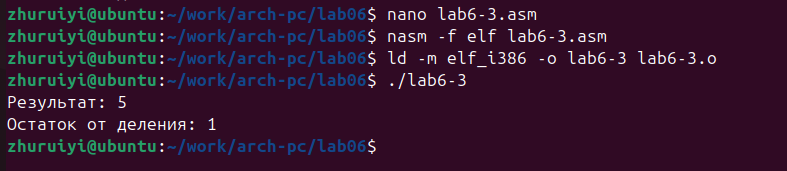 zhuruiyi@ubuntu:~/work/arch-pc/lab06$ nano lab6-3.asm
zhuruiyi@ubuntu:~/work/arch-pc/lab06$ nasm -f elf lab6-3.asm
zhuruiyi@ubuntu:~/work/arch-pc/lab06$ ld -m elf_i386 -o lab6-3 lab6-3.o
zhuruiyi@ubuntu:~/work/arch-pc/lab06$ ./lab6-3
Результат: 5
Остаток от деления: 1
zhuruiyi@ubuntu:~/work/arch-pc/lab06$